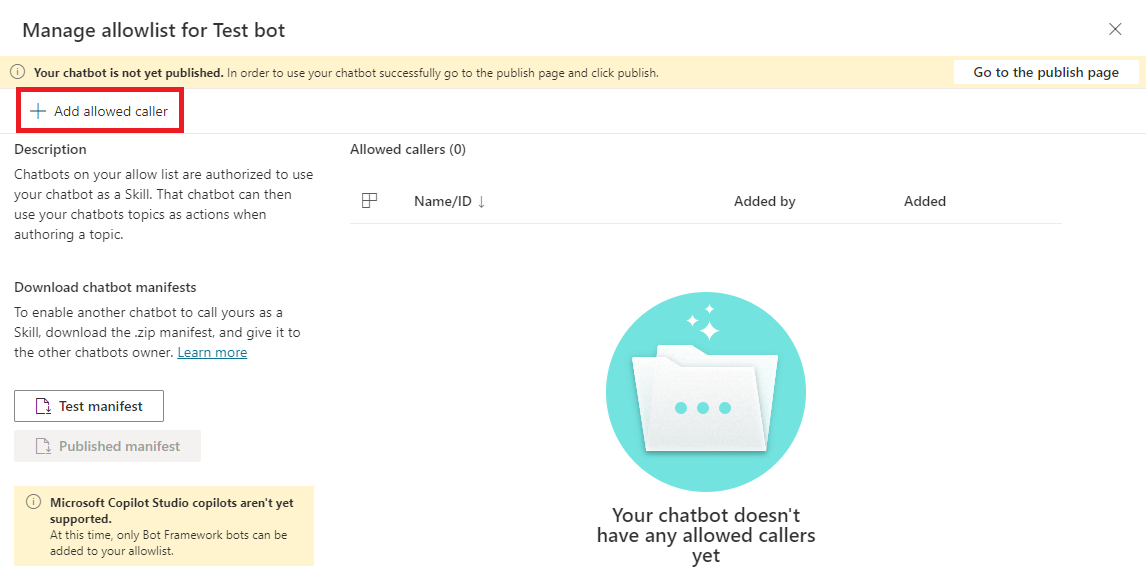 Manage allowlist for Test bot
Your chatbot is not yet published. In order to use your chatbot successfully go to the publish page and click publish.
Go to the publish page
Add allowed caller
Description
Chatbots on your allow list are authorized to use
your chatbot as a Skill. That chatbot can then
use your chatbots topics as actions when
authoring a topic.
Download chatbot manifests
To enable another chatbot to call yours as a
Skill, download the .zip manifest, and give it to
the other chatbots owner. Learn more
Test manifest
Published manifest
Microsoft Copilot Studio copilots aren't yet
supported.
At this time, only Bot Framework bots can be
added to your allowlist.
Allowed callers (0)
Name/ID ↓
Added by
Added
Your chatbot doesn't
have any allowed callers
yet